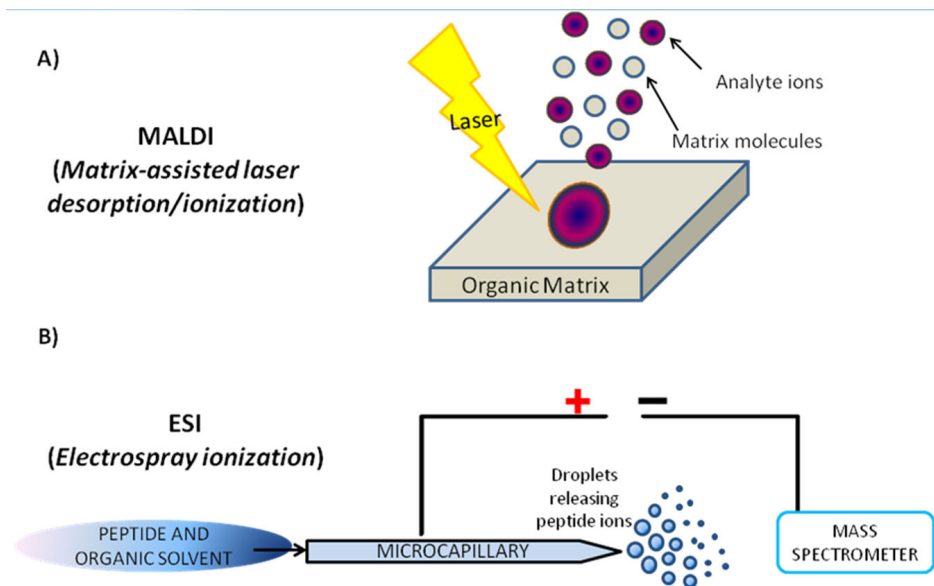 A)
MALDI
(Matrix-assisted laser
desorption/ionization)
Laser
Analyte ions
Matrix molecules
Organic Matrix
B)
ESI
(Electrospray ionization)
+ −
Droplets
releasing
peptide ions
PEPTIDE AND
ORGANIC SOLVENT
MICROCAPILLARY
MASS
SPECTROMETER